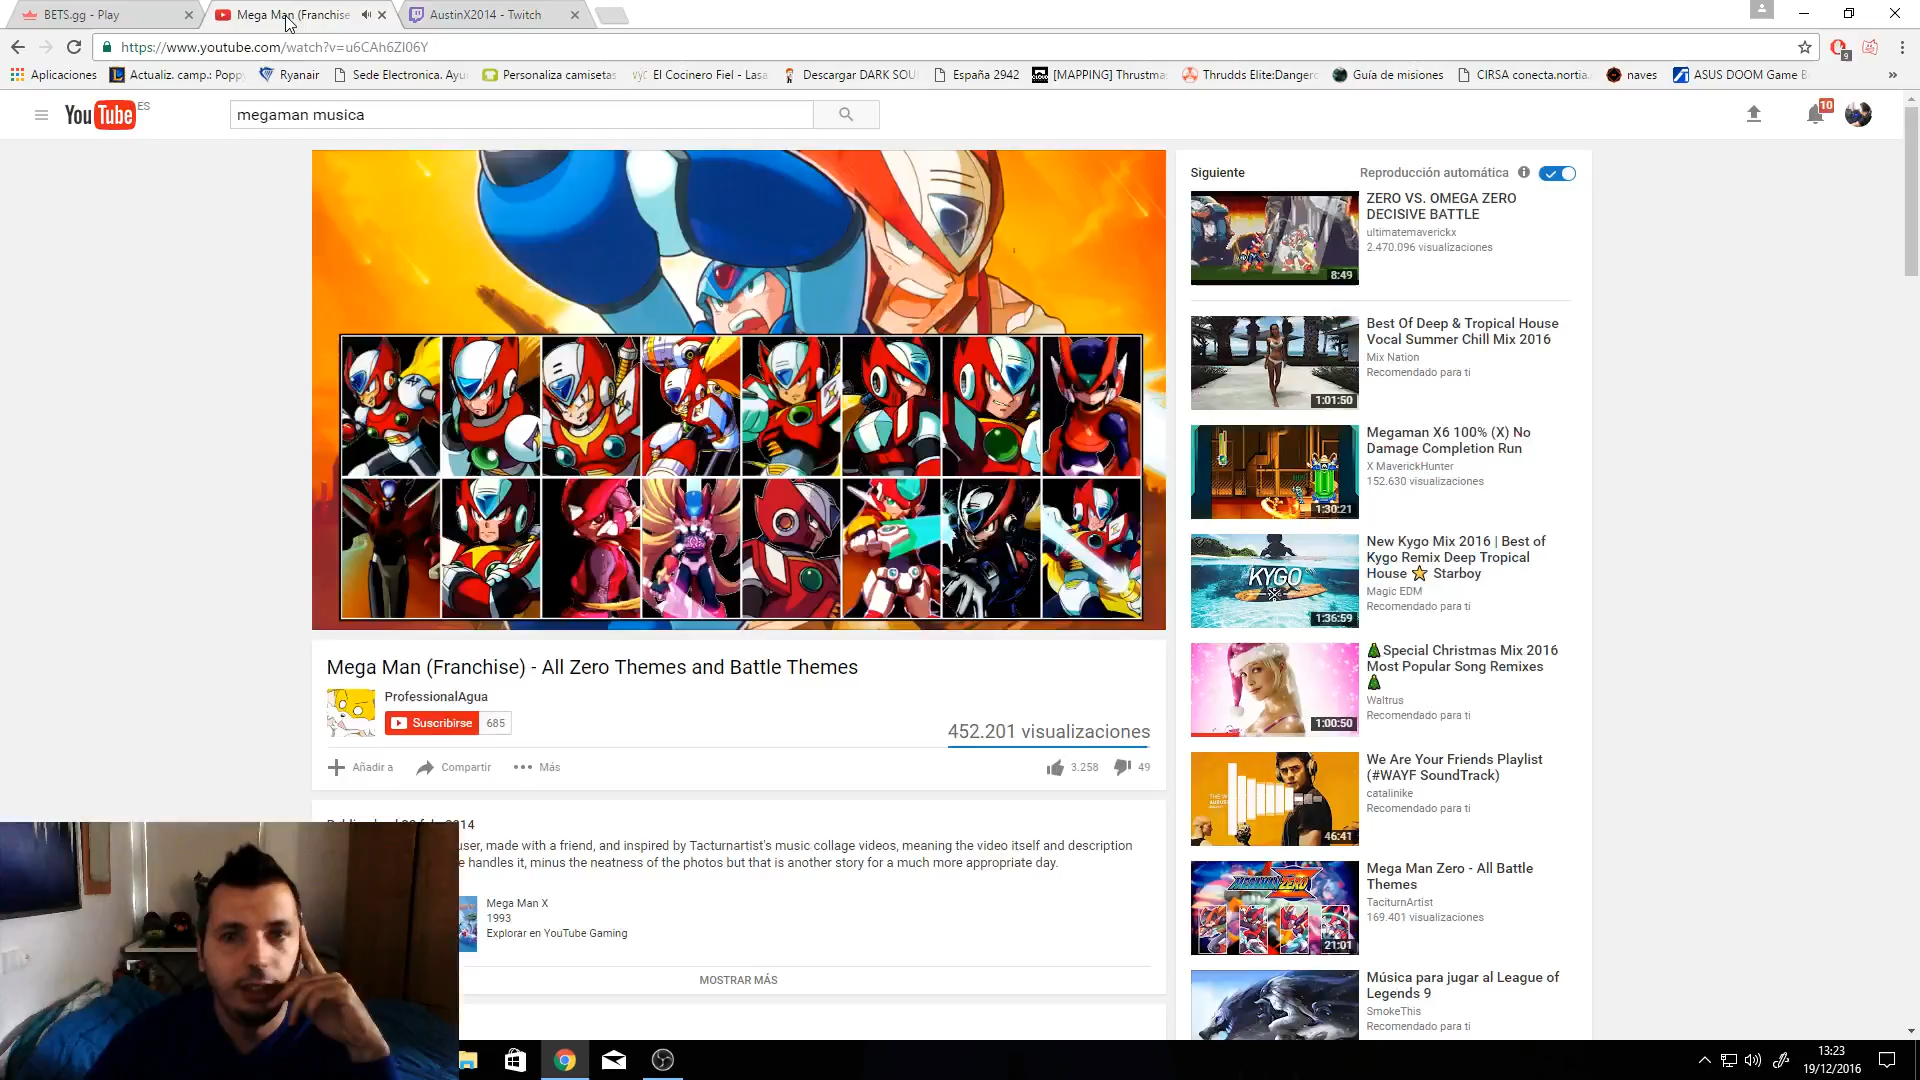 BETS.gg - Play
Mega Man (Franchise
AustinX2014 - Twitch
https://www.youtube.com/watch?v=u6CAh6ZI06Y
9
Aplicaciones
Actualiz. camp.: Poppy
Ryanair
Sede Electronica. Ayu
Personaliza camisetas
El Cocinero Fiel - Lasa
Descargar DARK SOU
España 2942
[MAPPING] Thrustma
Thrudds Elite:Danger
Guía de misiones
CIRSA conecta.nortia
naves
ASUS DOOM Game B
YouTube ES
megaman musica
10
Mega Man (Franchise) - All Zero Themes and Battle Themes
ProfessionalAgua
Suscribirse 685
452.201 visualizaciones
Añadir a
Compartir
Más
3.258
49
user, made with a friend, and inspired by Tacturnartist's music collage videos, meaning the video itself and description
handles it, minus the neatness of the photos but that is another story for a much more appropriate day.
Mega Man X
1993
Explorar en YouTube Gaming
MOSTRAR MÁS
Siguiente
Reproducción automática
ZERO VS. OMEGA ZERO
DECISIVE BATTLE
ultimatemaverickx
2.470.096 visualizaciones
8:49
Best Of Deep & Tropical House
Vocal Summer Chill Mix 2016
Mix Nation
Recomendado para ti
1:01:50
Megaman X6 100% (X) No
Damage Completion Run
X MaverickHunter
152.630 visualizaciones
1:30:21
New Kygo Mix 2016 | Best of
Kygo Remix Deep Tropical
House ⭐ Starboy
Magic EDM
Recomendado para ti
KYGO
1:36:59
🎄Special Christmas Mix 2016
Most Popular Song Remixes
🎄
Waltrus
Recomendado para ti
1:00:50
We Are Your Friends Playlist
(#WAYF SoundTrack)
catalinike
Recomendado para ti
46:41
Mega Man Zero - All Battle
Themes
TaciturnArtist
169.401 visualizaciones
MEGAMAN ZERO
21:01
Música para jugar al League of
Legends 9
SmokeThis
Recomendado para ti
13:23
19/12/2016